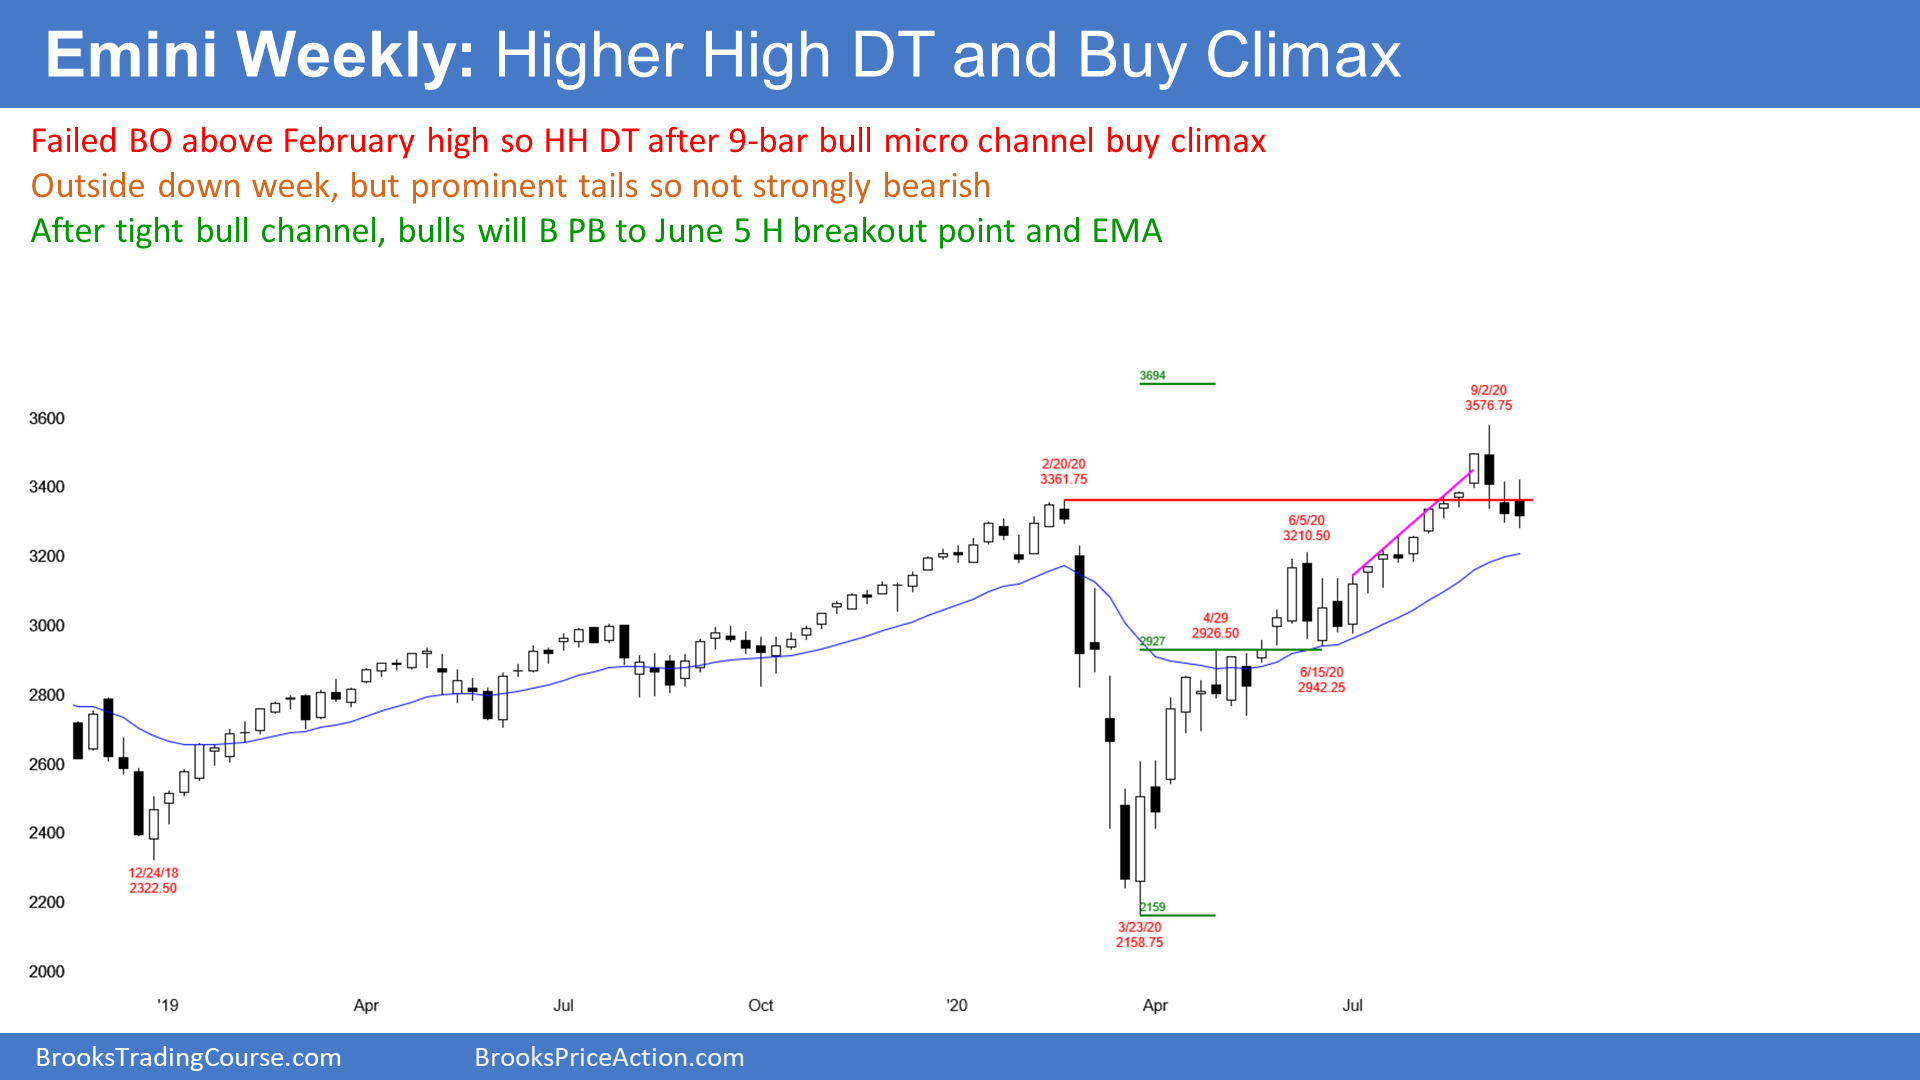 Emini Weekly: Higher High DT and Buy Climax
Failed BO above February high so HH DT after 9-bar bull micro channel buy climax
Outside down week, but prominent tails so not strongly bearish
After tight bull channel, bulls will B PB to June 5 H breakout point and EMA
3694
9/2/20
3576.75
3600
2/20/20
3361.75
3400
6/5/20
3210.50
3200
4/29
2926.50
3000
2927
6/15/20
2942.25
2800
2600
2400
12/24/18
2322.50
2200
2159
3/23/20
2158.75
2000
'19
Apr
Jul
Oct
'20
Apr
Jul
BrooksTradingCourse.com
BrooksPriceAction.com